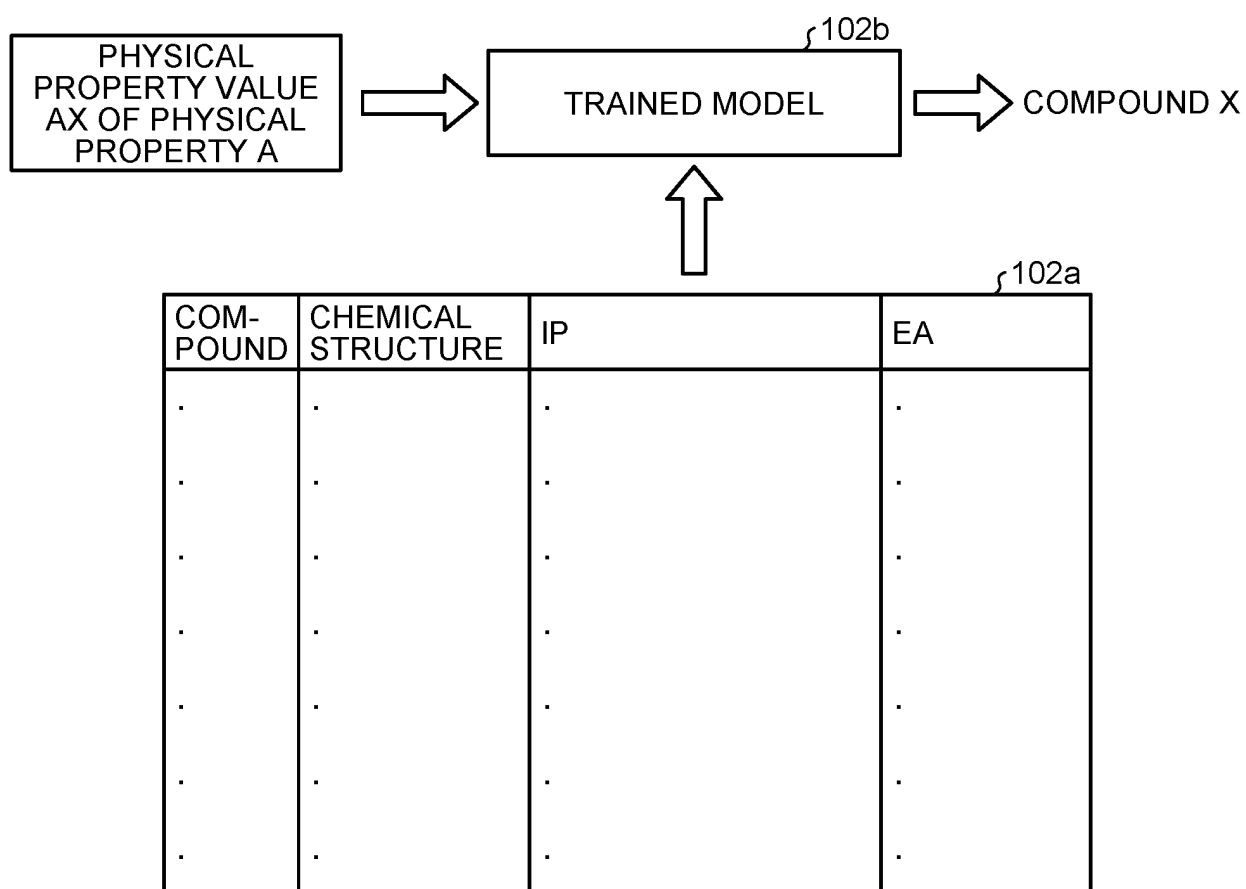 PHYSICAL
PROPERTY VALUE
AX OF PHYSICAL
PROPERTY A
102b
TRAINED MODEL
COMPOUND X
102a
COM-
POUND
CHEMICAL
STRUCTURE
IP
EA
. . . .
. . . .
. . . .
. . . .
. . . .
. . . .
. . . .